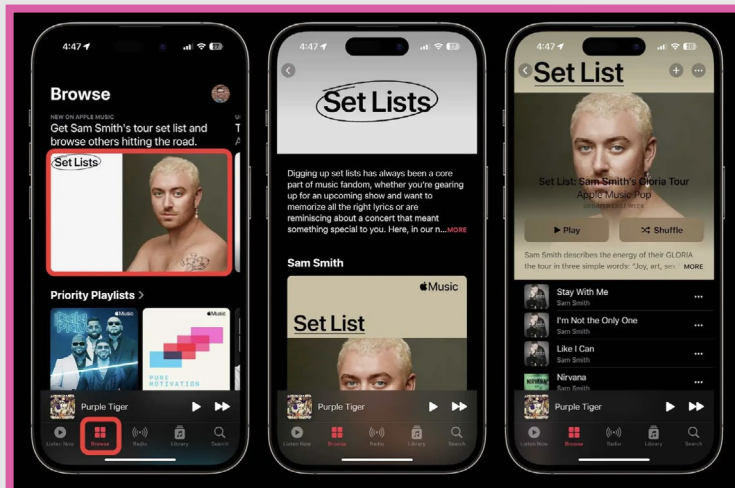 4:47
27
Browse
NEW ON APPLE MUSIC
Get Sam Smith's tour set list and
browse others hitting the road.
Set Lists
Priority Playlists >
Music
Music
PURE
MOTIVATION
Purple Tiger
Listen Now
Browse
Radio
Library
Search
4:47
27
Set Lists
Digging up set lists has always been a core
part of music fandom, whether you're gearing
up for an upcoming show and want to
memorize all the right lyrics or are
reminiscing about a concert that meant
something special to you. Here, in our n...MORE
Sam Smith
Music
Set List
Purple Tiger
Listen Now
Browse
Radio
Library
Search
4:47
Set List
Set List: Sam Smith's Gloria Tour
Apple Music Pop
Play
Shuffle
Sam Smith describes the energy of their GLORIA
the tour in three simple words: "Joy, art, sex."
MORE
Stay With Me
Sam Smith
I'm Not the Only One
Sam Smith
Like I Can
Sam Smith
Nirvana
Sam Smith
Purple Tiger
Listen Now
Browse
Radio
Library
Search